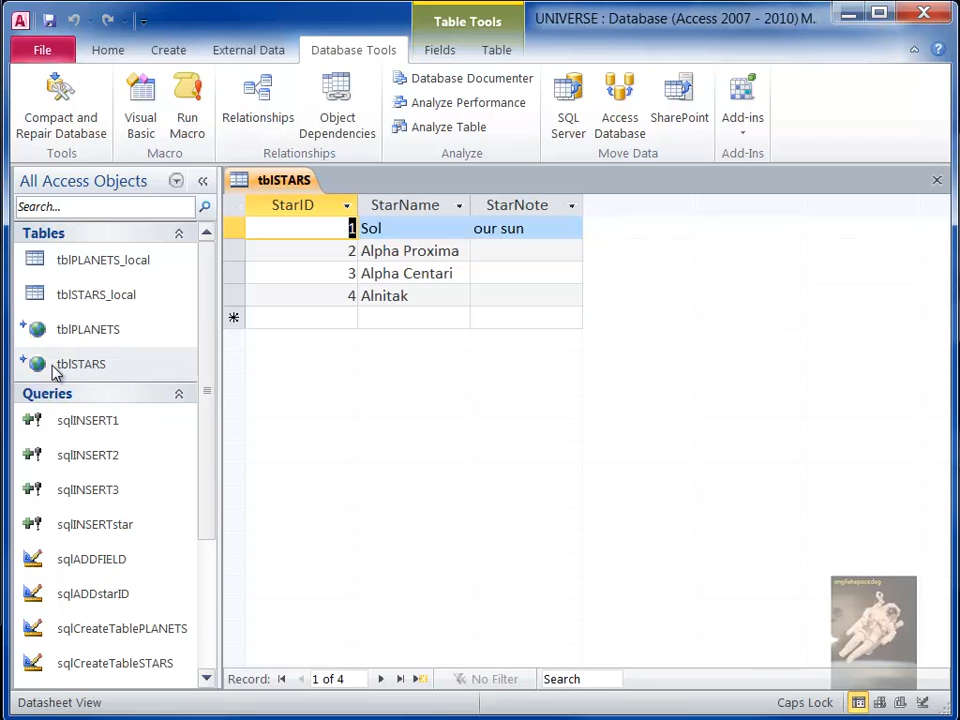 Table Tools
UNIVERSE : Database (Access 2007 - 2010) M.
File
Home
Create
External Data
Database Tools
Fields
Table
Compact and
Repair Database
Visual
Basic
Run
Macro
Relationships
Object
Dependencies
Database Documenter
Analyze Performance
Analyze Table
SQL
Server
Access
Database
SharePoint
Add-ins
Tools
Macro
Relationships
Analyze
Move Data
Add-Ins
All Access Objects
Search...
Tables
tblPLANETS_local
tblSTARS_local
tblPLANETS
tblSTARS
Queries
sqlINSERT1
sqlINSERT2
sqlINSERT3
sqlINSERTstar
sqlADDFIELD
sqlADDstarID
sqlCreateTablePLANETS
sqlCreateTableSTARS
tblSTARS
StarID StarName StarNote
1 Sol our sun
2 Alpha Proxima
3 Alpha Centari
4 Alnitak
englishspacedog
Record: 1 of 4 No Filter Search
Datasheet View
Caps Lock